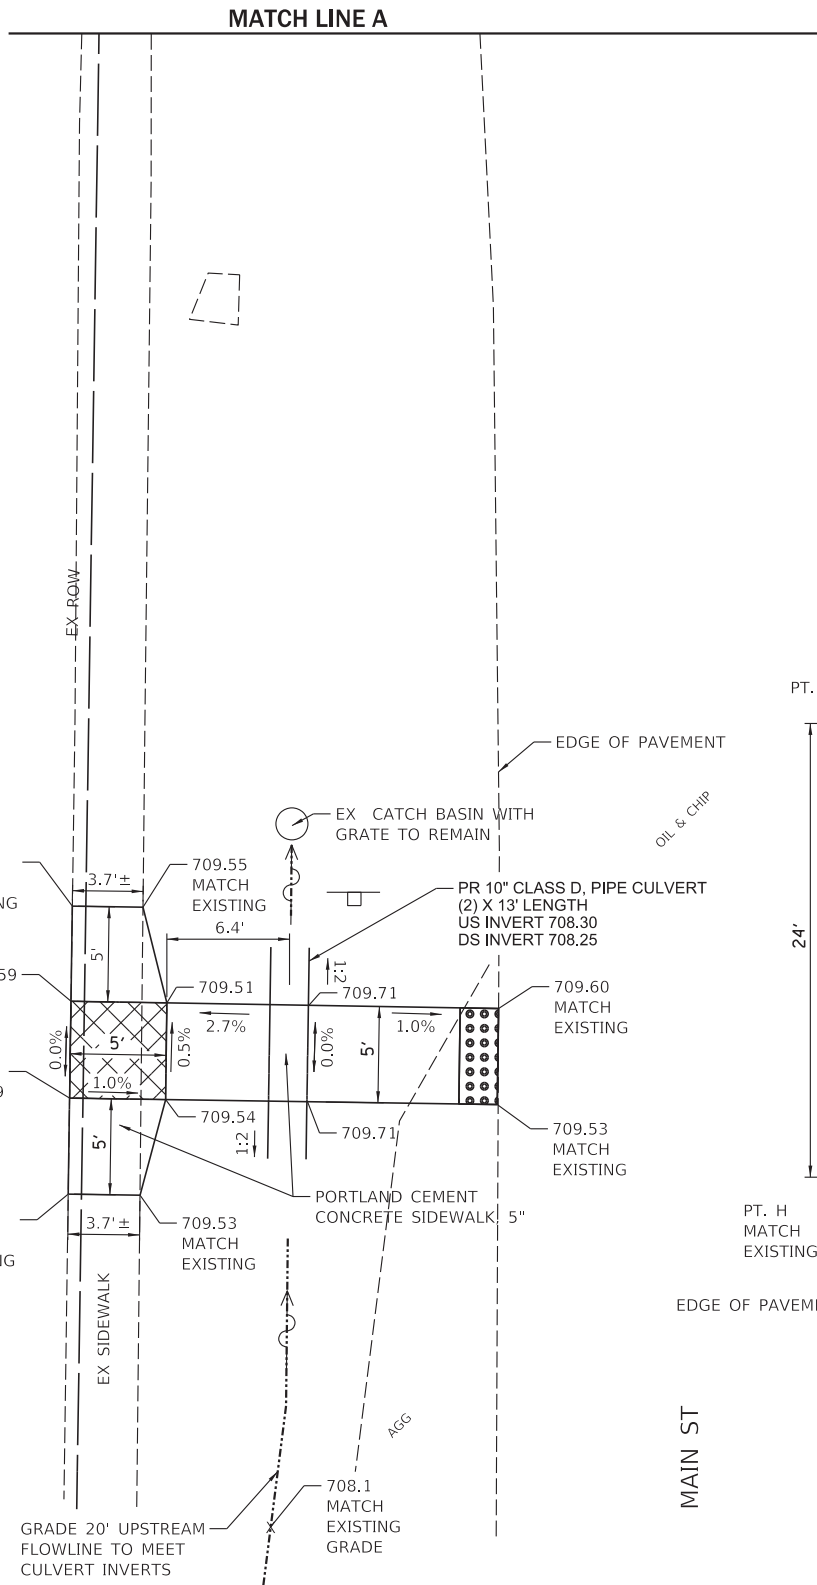 MATCH LINE A
EX ROW
PT.
EDGE OF PAVEMENT
OIL & CHIP
24'
EX CATCH BASIN WITH
GRATE TO REMAIN
709.55
MATCH
EXISTING
3.7'±
NG
PR 10" CLASS D, PIPE CULVERT
(2) X 13' LENGTH
US INVERT 708.30
DS INVERT 708.25
6.4'
5'
1:2
59
709.51
709.71
709.60
MATCH
EXISTING
2.7%
1.0%
0.0%
5'
0.5%
0.0%
5'
1.0%
9
709.54
709.71
709.53
MATCH
EXISTING
5'
1:2
PORTLAND CEMENT
CONCRETE SIDEWALK, 5"
3.7'±
709.53
MATCH
EXISTING
NG
PT. H
MATCH
EXISTING
EX SIDEWALK
EDGE OF PAVEM
AGG
MAIN ST
708.1
MATCH
EXISTING
GRADE
GRADE 20' UPSTREAM
FLOWLINE TO MEET
CULVERT INVERTS